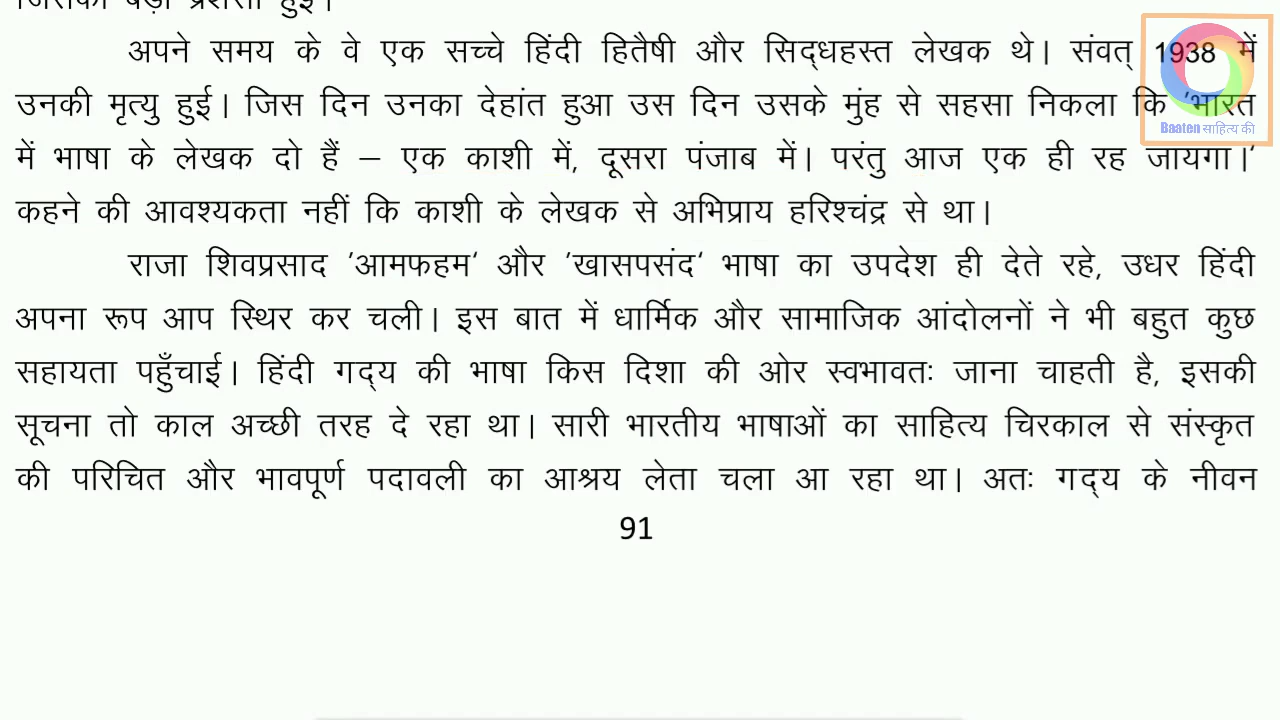 अपने समय के वे एक सच्चे हिंदी हितैषी और सिद्धहस्त लेखक थे। संवत् 1938 में
उनकी मृत्यु हुई। जिस दिन उनका देहांत हुआ उस दिन उसके मुंह से सहसा निकला कि 'भारत
में भाषा के लेखक दो हैं – एक काशी में, दूसरा पंजाब में। परंतु आज एक ही रह जायगा।'
कहने की आवश्यकता नहीं कि काशी के लेखक से अभिप्राय हरिश्चंद्र से था।
राजा शिवप्रसाद 'आमफहम' और 'खासपसंद' भाषा का उपदेश ही देते रहे, उधर हिंदी
अपना रूप आप स्थिर कर चली। इस बात में धार्मिक और सामाजिक आंदोलनों ने भी बहुत कुछ
सहायता पहुँचाई। हिंदी गद्य की भाषा किस दिशा की ओर स्वभावतः जाना चाहती है, इसकी
सूचना तो काल अच्छी तरह दे रहा था। सारी भारतीय भाषाओं का साहित्य चिरकाल से संस्कृत
की परिचित और भावपूर्ण पदावली का आश्रय लेता चला आ रहा था। अतः गद्य के नीवन
91
Baaten साहित्य की